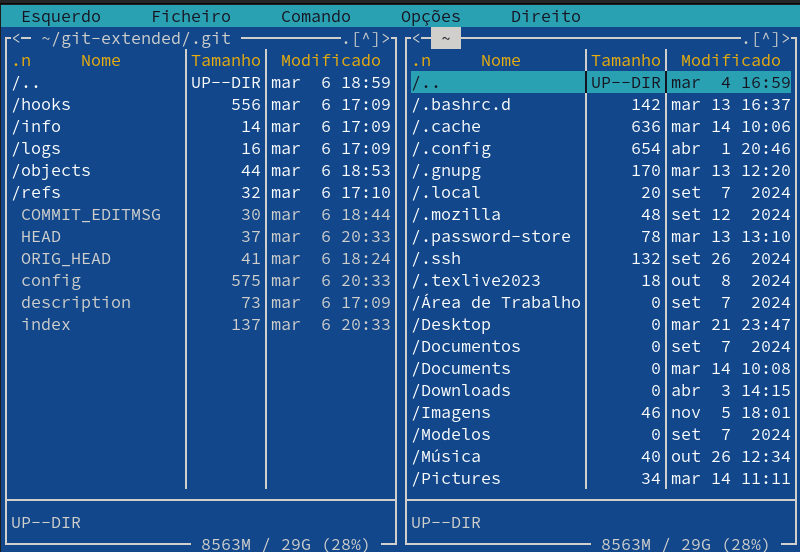 Esquerdo Ficheiro Comando Opções Direito
<─ ~/git-extended/.git ─.[^]>
.n Nome Tamanho Modificado
/.. UP--DIR mar 6 18:59
/hooks 556 mar 6 17:09
/info 14 mar 6 17:09
/logs 16 mar 6 17:09
/objects 44 mar 6 18:53
/refs 32 mar 6 17:10
COMMIT_EDITMSG 30 mar 6 18:44
HEAD 37 mar 6 20:33
ORIG_HEAD 41 mar 6 18:24
config 575 mar 6 20:33
description 73 mar 6 17:09
index 137 mar 6 20:33
UP--DIR
8563M / 29G (28%)
<─ ~ ─.[^]>
.n Nome Tamanho Modificado
/.. UP--DIR mar 4 16:59
/.bashrc.d 142 mar 13 16:37
/.cache 636 mar 14 10:06
/.config 654 abr 1 20:46
/.gnupg 170 mar 13 12:20
/.local 20 set 7 2024
/.mozilla 48 set 12 2024
/.password-store 78 mar 13 13:10
/.ssh 132 set 26 2024
/.texlive2023 18 out 8 2024
/Área de Trabalho 0 set 7 2024
/Desktop 0 mar 21 23:47
/Documentos 0 set 7 2024
/Documents 0 mar 14 10:08
/Downloads 0 abr 3 14:15
/Imagens 46 nov 5 18:01
/Modelos 0 set 7 2024
/Música 40 out 26 12:34
/Pictures 34 mar 14 11:11
UP--DIR
8563M / 29G (28%)